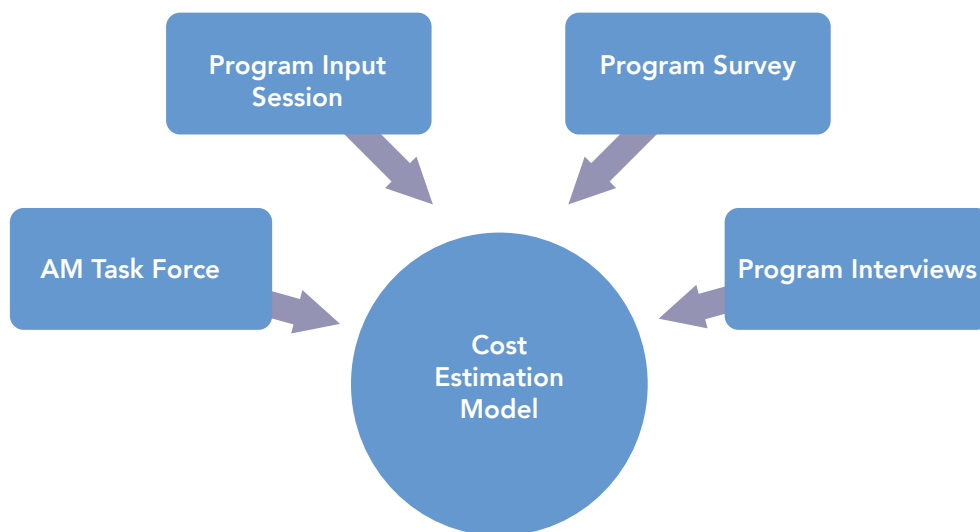 Program Input
Session
Program Survey
AM Task Force
Program Interviews
Cost
Estimation
Model